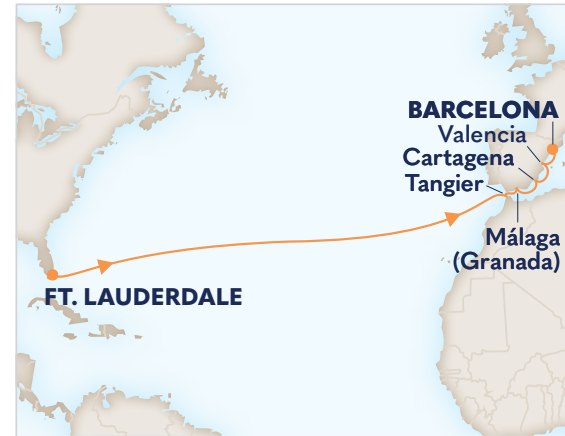 BARCELONA
Valencia
Cartagena
Tangier
Málaga
(Granada)
FT. LAUDERDALE